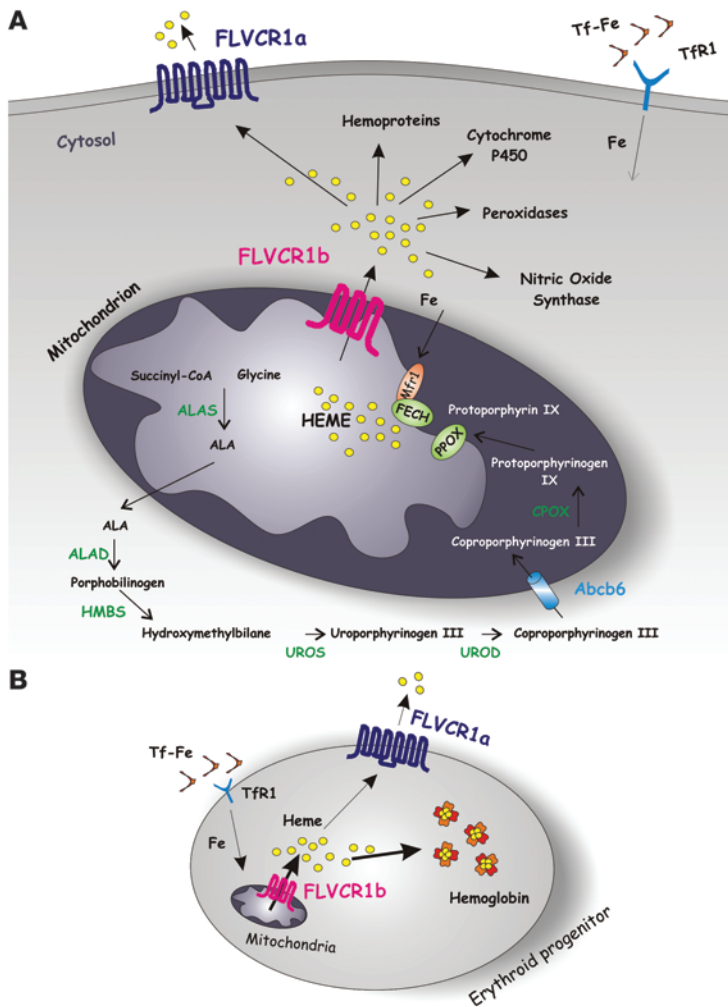 A
FLVCR1a
Tf-Fe
TfR1
Cytosol
Hemoproteins
Cytochrome
P450
Fe
Peroxidases
FLVCR1b
Nitric Oxide
Synthase
Fe
Mitochondrion
Succinyl-CoA Glycine
Mfr1
ALAS
HEME
FECH
Protoporphyrin IX
PPOX
ALA
Protoporphyrinogen
IX
CPOX
ALA
Coproporphyrinogen III
ALAD
Porphobilinogen
Abcb6
HMBS
Hydroxymethylbilane Uroporphyrinogen III Coproporphyrinogen III
UROS UROD
B
FLVCR1a
Tf-Fe
TfR1
Heme
Fe
FLVCR1b
Hemoglobin
Mitochondria
Erythroid progenitor